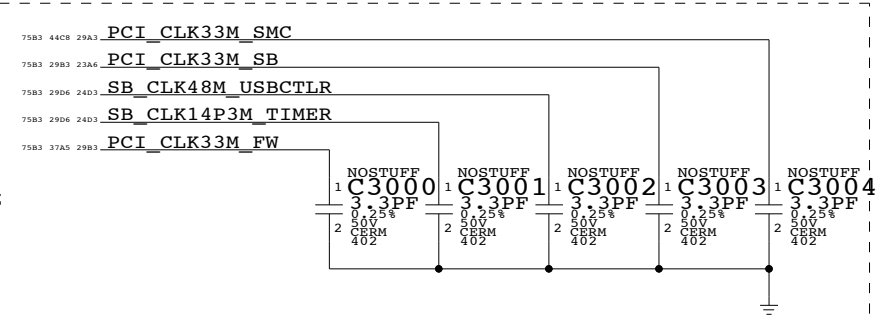 75B3 44C8 29A3 PCI_CLK33M_SMC
75B3 29B3 23A6 PCI_CLK33M_SB
75B3 29D6 24D3 SB_CLK48M_USBCTLR
75B3 29D6 24D3 SB_CLK14P3M_TIMER
75B3 37A5 29B3 PCI_CLK33M_FW
NOSTUFF NOSTUFF NOSTUFF NOSTUFF NOSTUFF
1 C3000 1 C3001 1 C3002 1 C3003 1 C3004
3.3PF 3.3PF 3.3PF 3.3PF 3.3PF
0.25% 0.25% 0.25% 0.25% 0.25%
2 50V 2 50V 2 50V 2 50V 2 50V
CERM CERM CERM CERM CERM
402 402 402 402 402